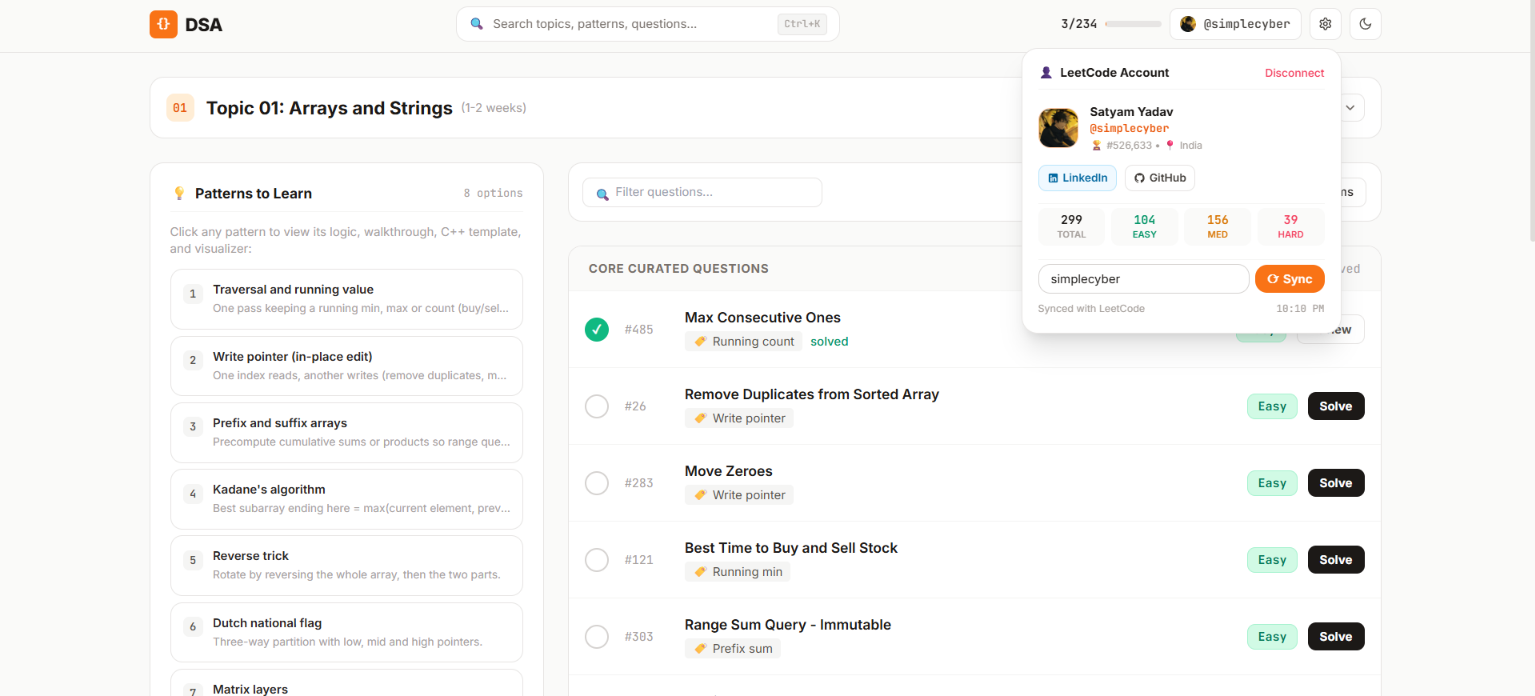 {} DSA
Search topics, patterns, questions...
Ctrl+K
3/234
@simplecyber
01
Topic 01: Arrays and Strings (1-2 weeks)
LeetCode Account
Disconnect
Satyam Yadav
@simplecyber
#526,633 • India
LinkedIn
GitHub
299
TOTAL
104
EASY
156
MED
39
HARD
simplecyber
Sync
Synced with LeetCode
10:10 PM
Patterns to Learn
8 options
Click any pattern to view its logic, walkthrough, C++ template,
and visualizer:
1
Traversal and running value
One pass keeping a running min, max or count (buy/sel...
2
Write pointer (in-place edit)
One index reads, another writes (remove duplicates, m...
3
Prefix and suffix arrays
Precompute cumulative sums or products so range que...
4
Kadane's algorithm
Best subarray ending here = max(current element, prev...
5
Reverse trick
Rotate by reversing the whole array, then the two parts.
6
Dutch national flag
Three-way partition with low, mid and high pointers.
7
Matrix layers
Filter questions...
CORE CURATED QUESTIONS
#485
Max Consecutive Ones
Running count
solved
#26
Remove Duplicates from Sorted Array
Write pointer
Easy
Solve
#283
Move Zeroes
Write pointer
Easy
Solve
#121
Best Time to Buy and Sell Stock
Running min
Easy
Solve
#303
Range Sum Query - Immutable
Prefix sum
Easy
Solve